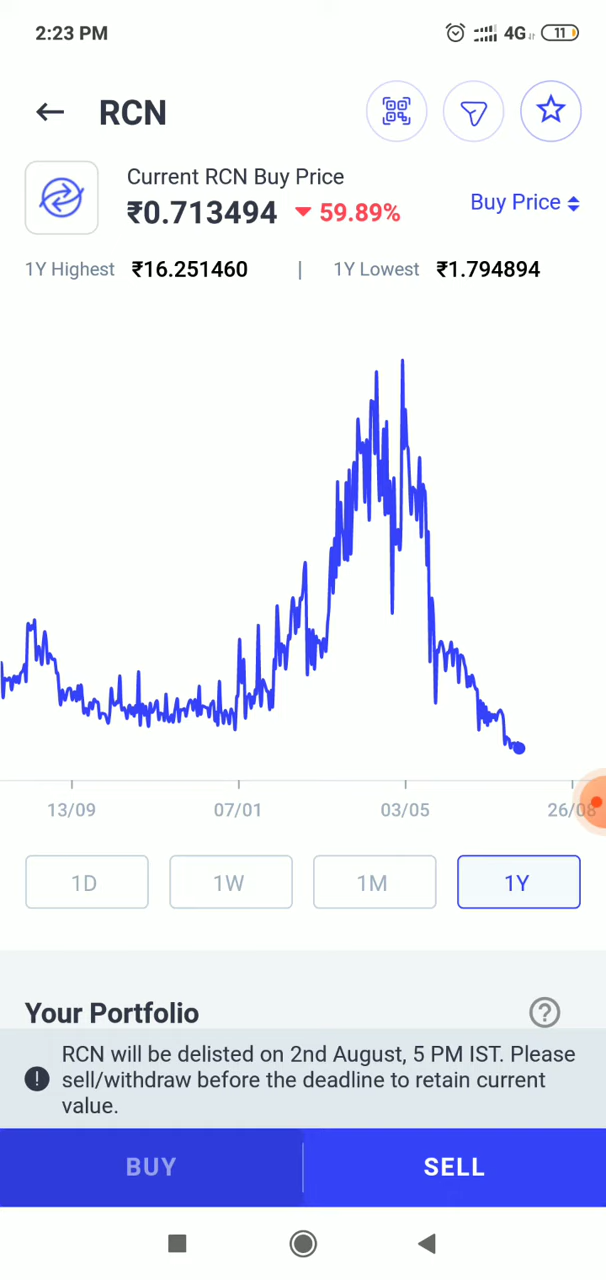 2:23 PM
4G
11
RCN
Current RCN Buy Price
₹0.713494
59.89%
Buy Price
1Y Highest ₹16.251460 | 1Y Lowest ₹1.794894
13/09 07/01 03/05 26/08
1D 1W 1M 1Y
Your Portfolio
?
RCN will be delisted on 2nd August, 5 PM IST. Please
! sell/withdraw before the deadline to retain current
value.
BUY SELL